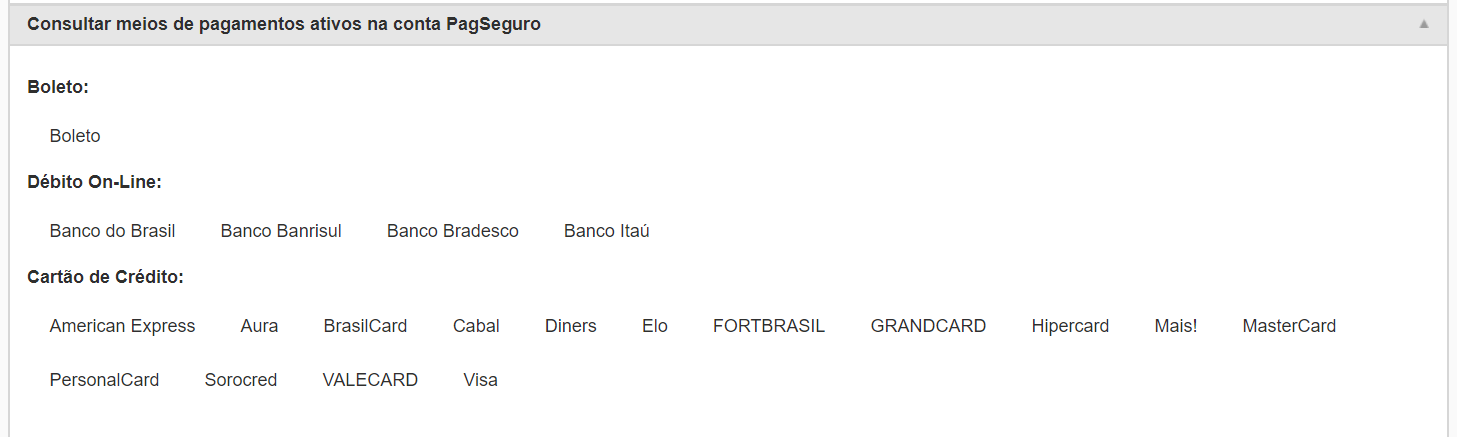 Consultar meios de pagamentos ativos na conta PagSeguro
Boleto:
Boleto
Débito On-Line:
Banco do Brasil Banco Banrisul Banco Bradesco Banco Itaú
Cartão de Crédito:
American Express Aura BrasilCard Cabal Diners Elo FORTBRASIL GRANDCARD Hipercard Mais! MasterCard
PersonalCard Sorocred VALECARD Visa